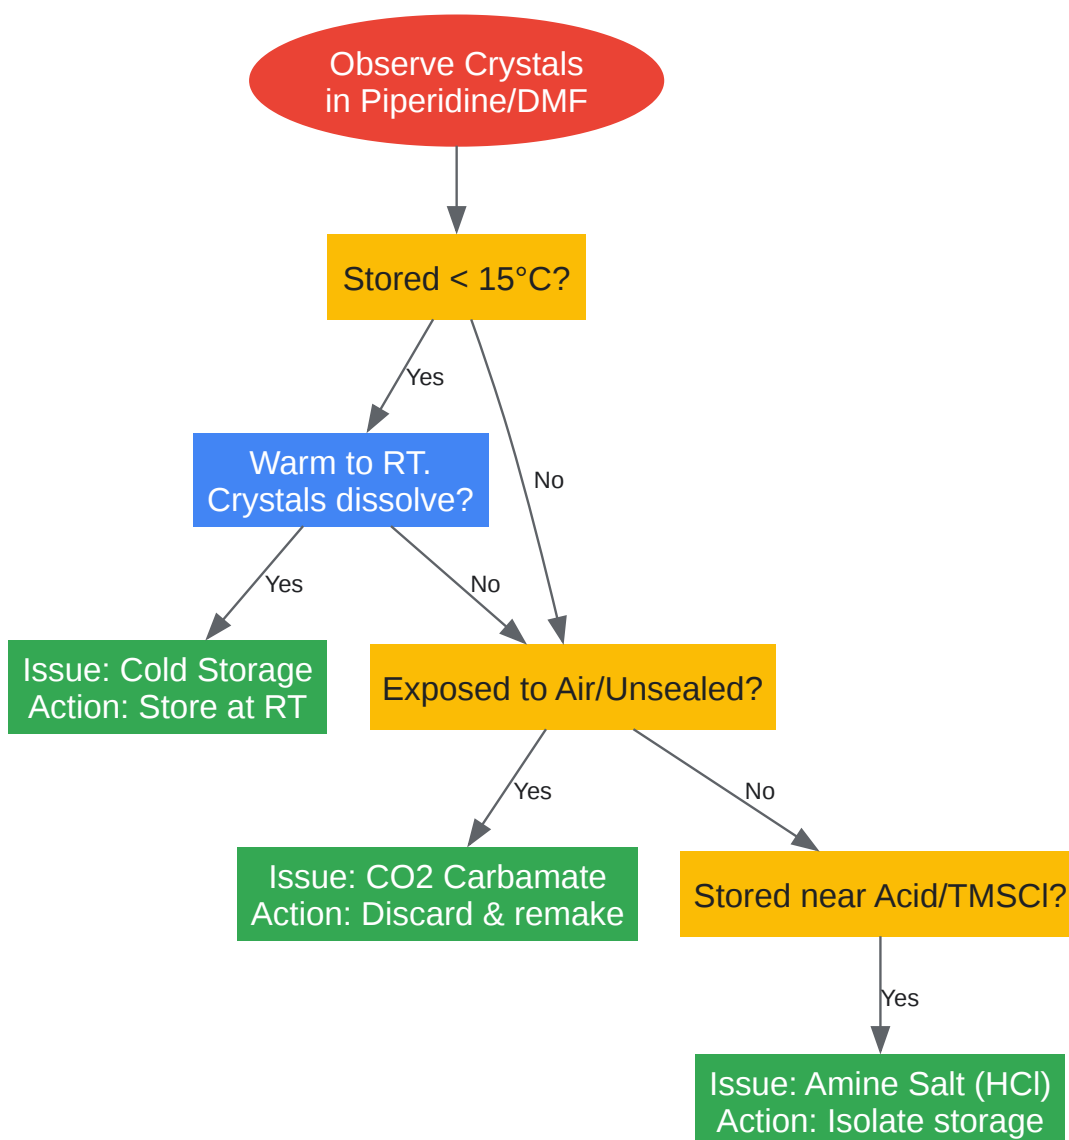 Observe Crystals
in Piperidine/DMF
Stored < 15°C?
Yes
Warm to RT.
Crystals dissolve?
No
Yes
No
Issue: Cold Storage
Action: Store at RT
Exposed to Air/Unsealed?
Yes
No
Issue: CO2 Carbamate
Action: Discard & remake
Stored near Acid/TMSCl?
Yes
Issue: Amine Salt (HCl)
Action: Isolate storage